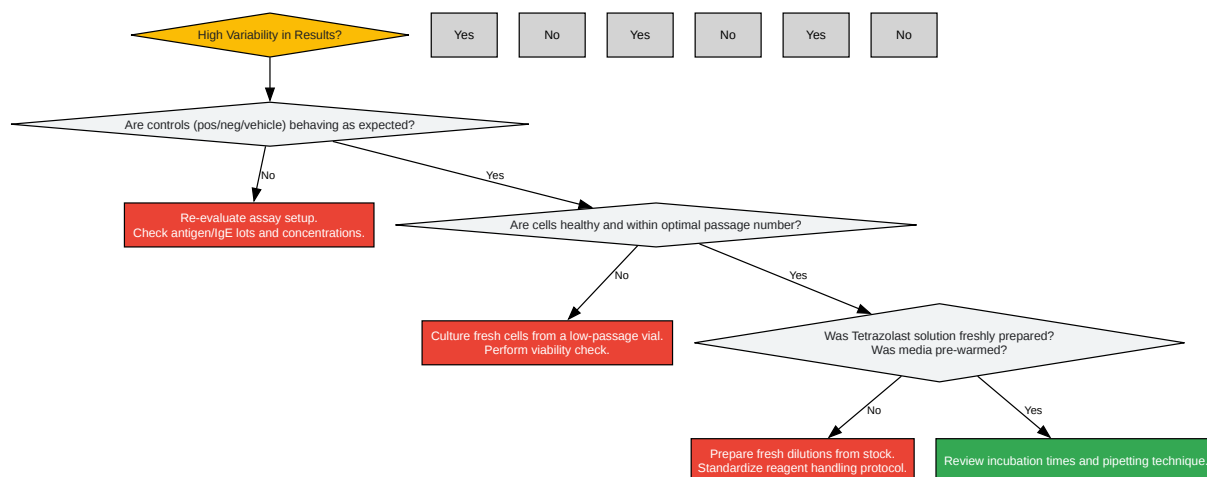 High Variability in Results?
Yes
No
Yes
No
Yes
No
Are controls (pos/neg/vehicle) behaving as expected?
No
Yes
Re-evaluate assay setup.
Check antigen/IgE lots and concentrations.
Are cells healthy and within optimal passage number?
No
Yes
Culture fresh cells from a low-passage vial.
Perform viability check.
Was Tetrazolast solution freshly prepared?
Was media pre-warmed?
No
Yes
Prepare fresh dilutions from stock.
Standardize reagent handling protocol.
Review incubation times and pipetting technique.